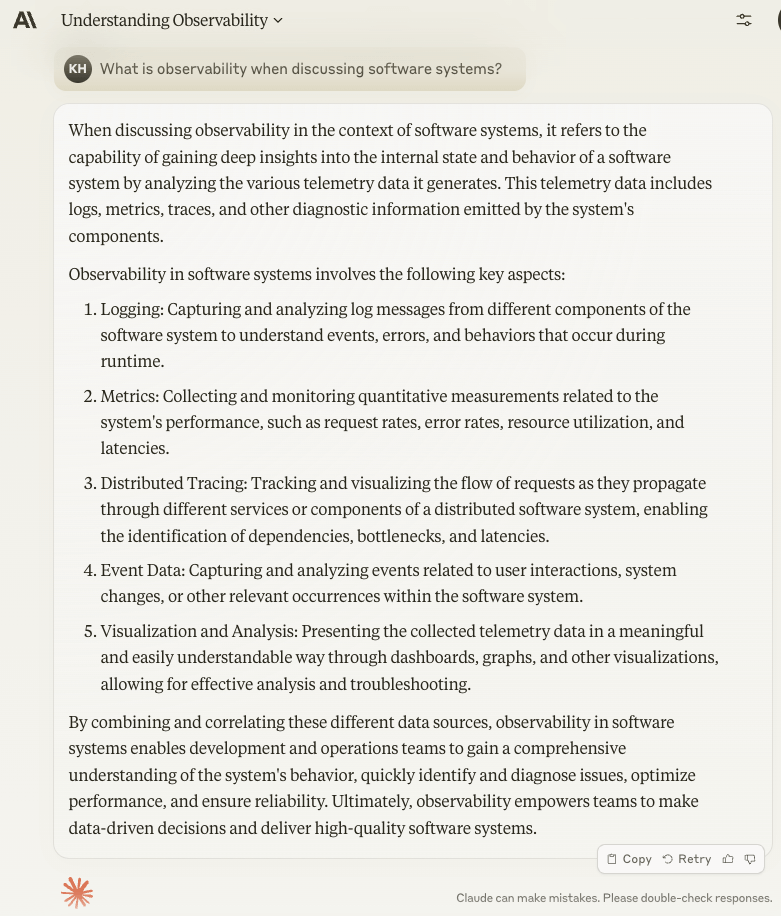 Understanding Observability
KH What is observability when discussing software systems?
When discussing observability in the context of software systems, it refers to the
capability of gaining deep insights into the internal state and behavior of a software
system by analyzing the various telemetry data it generates. This telemetry data includes
logs, metrics, traces, and other diagnostic information emitted by the system's
components.
Observability in software systems involves the following key aspects:
1. Logging: Capturing and analyzing log messages from different components of the
software system to understand events, errors, and behaviors that occur during
runtime.
2. Metrics: Collecting and monitoring quantitative measurements related to the
system's performance, such as request rates, error rates, resource utilization, and
latencies.
3. Distributed Tracing: Tracking and visualizing the flow of requests as they propagate
through different services or components of a distributed software system, enabling
the identification of dependencies, bottlenecks, and latencies.
4. Event Data: Capturing and analyzing events related to user interactions, system
changes, or other relevant occurrences within the software system.
5. Visualization and Analysis: Presenting the collected telemetry data in a meaningful
and easily understandable way through dashboards, graphs, and other visualizations,
allowing for effective analysis and troubleshooting.
By combining and correlating these different data sources, observability in software
systems enables development and operations teams to gain a comprehensive
understanding of the system's behavior, quickly identify and diagnose issues, optimize
performance, and ensure reliability. Ultimately, observability empowers teams to make
data-driven decisions and deliver high-quality software systems.
Copy Retry
Claude can make mistakes. Please double-check responses.